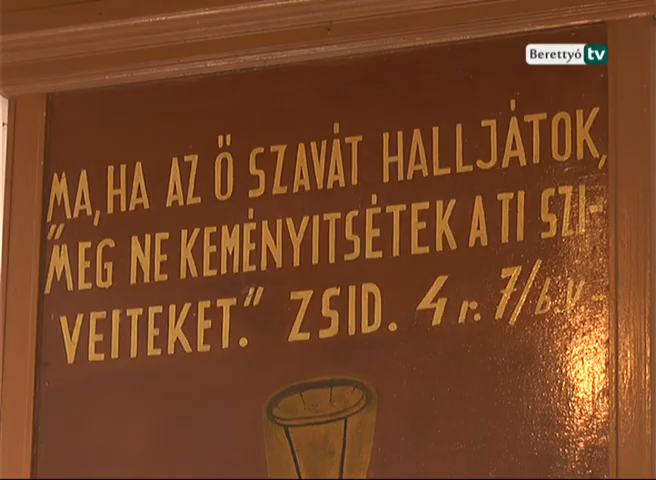 Berettyó tv
MA, HA AZ Ő SZAVÁT HALLJÁTOK,
"MEG NE KEMÉNYITSÉTEK A TI SZI-
VEITEKET." ZSID. 4 r. 7/b.v-